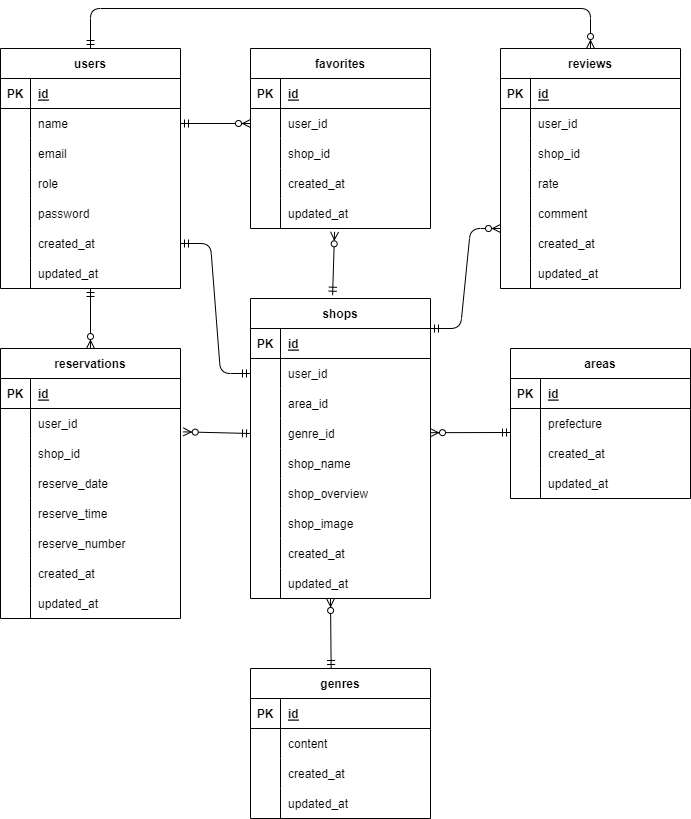 users
PK id
name
email
role
password
created_at
updated_at
favorites
PK id
user_id
shop_id
created_at
updated_at
reviews
PK id
user_id
shop_id
rate
comment
created_at
updated_at
reservations
PK id
user_id
shop_id
reserve_date
reserve_time
reserve_number
created_at
updated_at
shops
PK id
user_id
area_id
genre_id
shop_name
shop_overview
shop_image
created_at
updated_at
areas
PK id
prefecture
created_at
updated_at
genres
PK id
content
created_at
updated_at